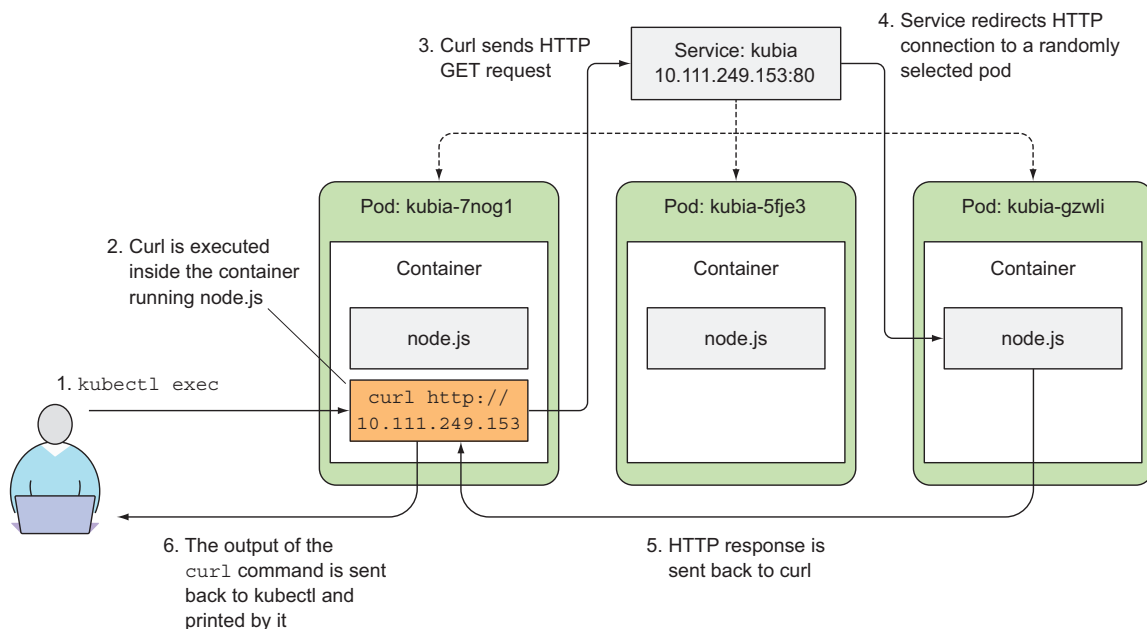 3. Curl sends HTTP
GET request
Service: kubia
10.111.249.153:80
4. Service redirects HTTP
connection to a randomly
selected pod
Pod: kubia-7nog1
Pod: kubia-5fje3
Pod: kubia-gzwli
2. Curl is executed
inside the container
running node.js
Container
Container
Container
node.js
node.js
node.js
1. kubectl exec
curl http://
10.111.249.153
6. The output of the
curl command is sent
back to kubectl and
printed by it
5. HTTP response is
sent back to curl